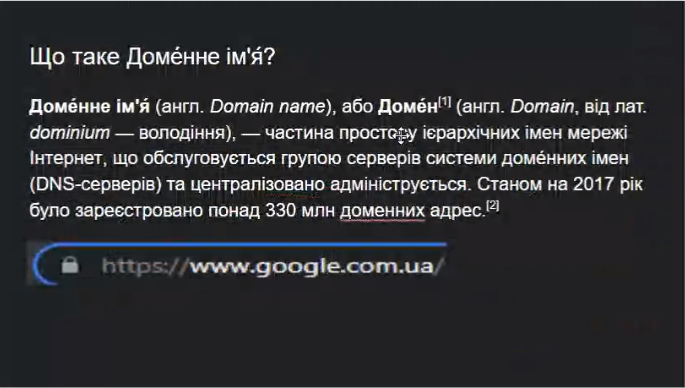 Що таке Доме́нне ім'я́?
Доме́нне ім'я́ (англ. Domain name), або Доме́н[1] (англ. Domain, від лат.
dominium — володіння), — частина простору ієрархічних імен мережі
Інтернет, що обслуговується групою серверів системи доме́нних імен
(DNS-серверів) та централізовано адмініструється. Станом на 2017 рік
було зареєстровано понад 330 млн доменних адрес.[2]
https://www.google.com.ua/